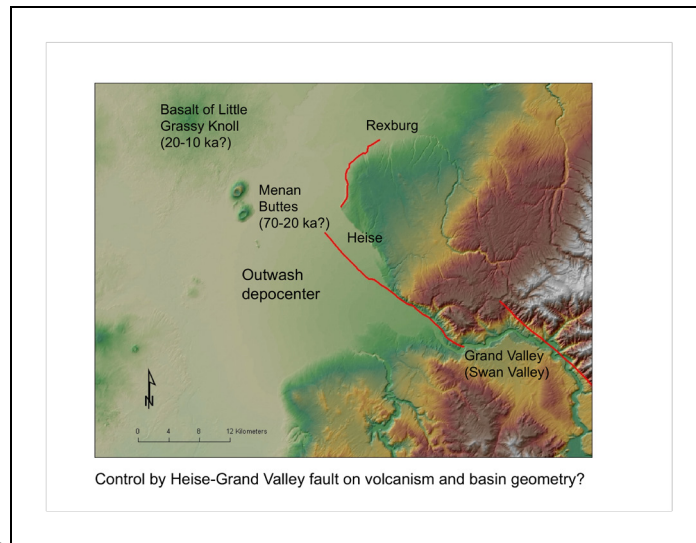 Basalt of Little
Grassy Knoll
(20-10 ka?)
Rexburg
Menan
Buttes
(70-20 ka?)
Heise
Outwash
depocenter
Grand Valley
(Swan Valley)
N
0 4 8 12 Kilometers
Control by Heise-Grand Valley fault on volcanism and basin geometry?